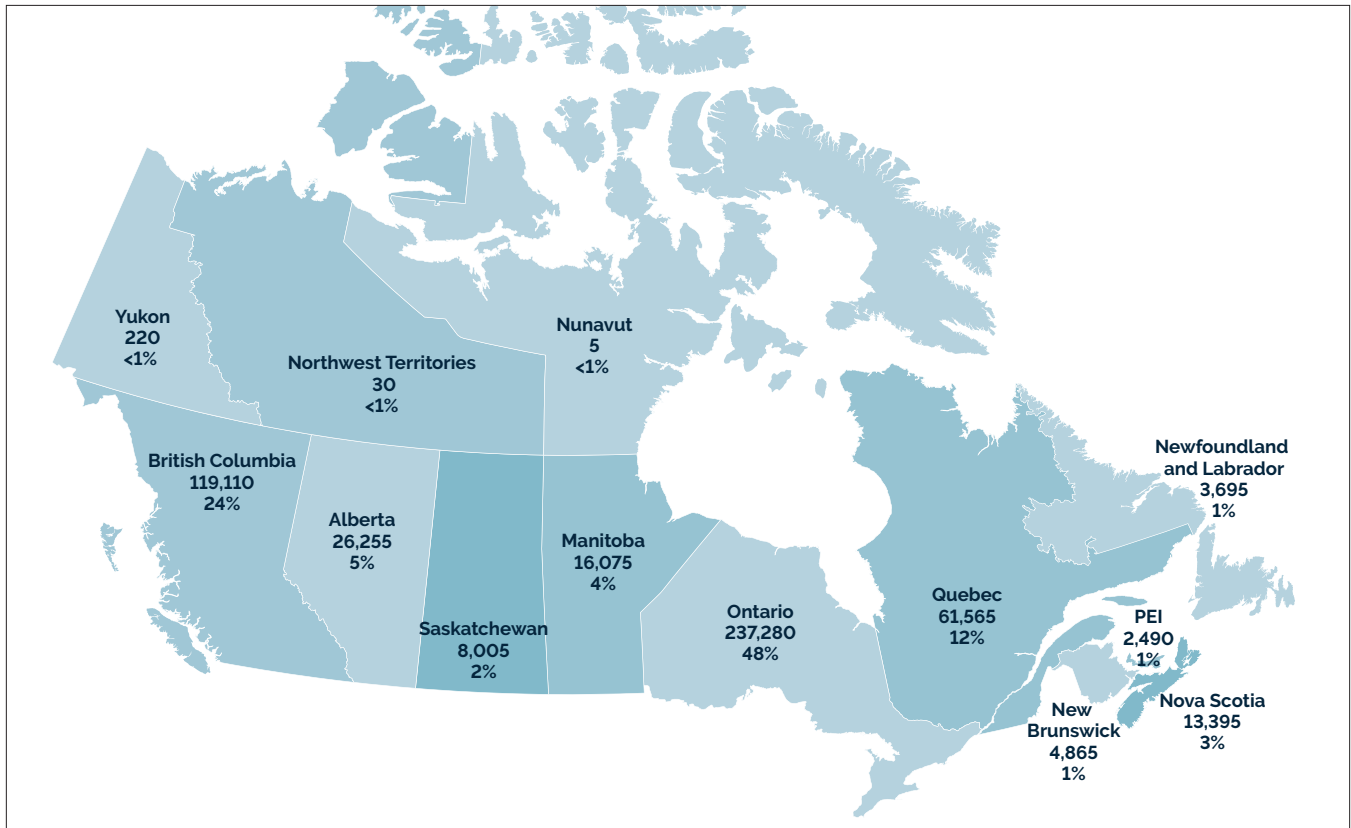 Yukon
220
<1%
Northwest Territories
30
<1%
Nunavut
5
<1%
British Columbia
119,110
24%
Alberta
26,255
5%
Saskatchewan
8,005
2%
Manitoba
16,075
4%
Ontario
237,280
48%
Quebec
61,565
12%
Newfoundland
and Labrador
3,695
1%
PEI
2,490
1%
Nova Scotia
13,395
3%
New
Brunswick
4,865
1%